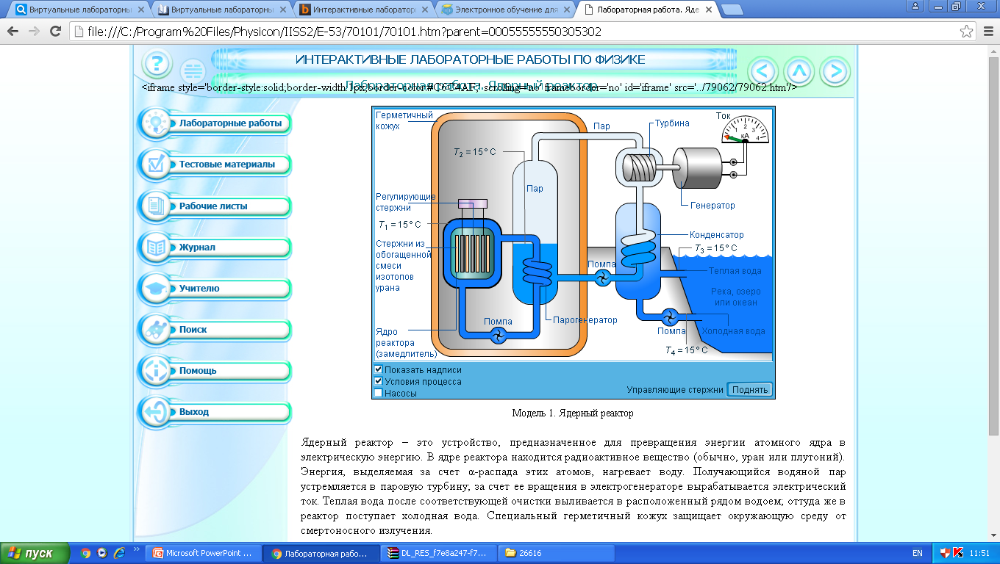 Виртуальные лабораторны
Виртуальные лабораторны
Интерактивные лаборатор
Электронное обучение для
Лабораторная работа. Яде
file:///C:/Program%20Files/Physicon/IISS2/E-53/70101/70101.htm?parent=00055555550305302
ИНТЕРАКТИВНЫЕ ЛАБОРАТОРНЫЕ РАБОТЫ ПО ФИЗИКЕ
Лабораторная работа. Ядерный реактор
<iframe style="border-style:solid;border-width:1px;border-color:#C6C4AF;" scrolling='no' frameborder='no' id='iframe' src='../79062/79062.htm'/>
Лабораторные работы
Тестовые материалы
Рабочие листы
Журнал
Учителю
Поиск
Помощь
Выход
Герметичный
кожух
T2 = 15° C
Пар
Пар
Турбина
Ток
0 1 2 3 4
кА
Генератор
Регулирующие
стержни
T1 = 15° C
Стержни из
обогащенной
смеси
изотопов
урана
Ядро
реактора
(замедлитель)
Помпа
Парогенератор
Помпа
Конденсатор
T3 = 15° C
Теплая вода
Река, озеро
или океан
Помпа
Холодная вода
T4 = 15° C
Показать надписи
Условия процесса
Насосы
Управляющие стержни
Поднять
Модель 1. Ядерный реактор
Ядерный реактор – это устройство, предназначенное для превращения энергии атомного ядра в
электрическую энергию. В ядре реактора находится радиоактивное вещество (обычно, уран или плутоний).
Энергия, выделяемая за счет α-распада этих атомов, нагревает воду. Получающийся водяной пар
устремляется в паровую турбину; за счет ее вращения в электрогенераторе вырабатывается электрический
ток. Теплая вода после соответствующей очистки выливается в расположенный рядом водоем; оттуда же в
реактор поступает холодная вода. Специальный герметичный кожух защищает окружающую среду от
смертоносного излучения.
пуск
Microsoft PowerPoint ...
Лабораторная рабо...
DL_RES_f7e8a247-f7...
26616
EN
11:51